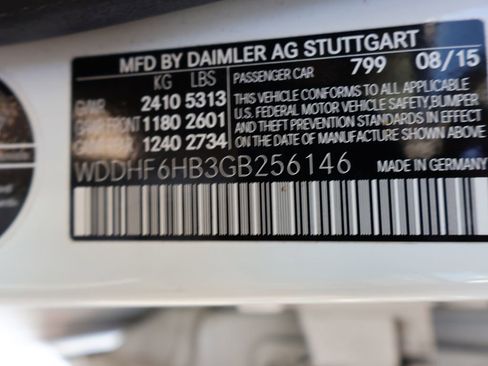 MFD BY DAIMLER AG STUTTGART
KG LBS PASSENGER CAR 799 08/15
GVWR 2410 5313
GAWR FRONT 1180 2601
GAWR REAR 1240 2734
THIS VEHICLE CONFORMS TO ALL APPLICABLE
U.S. FEDERAL MOTOR VEHICLE SAFETY, BUMPER
AND THEFT PREVENTION STANDARDS IN EFFECT
ON THE DATE OF MANUFACTURE SHOWN ABOVE
WDDHF6HB3GB256146 MADE IN GERMANY